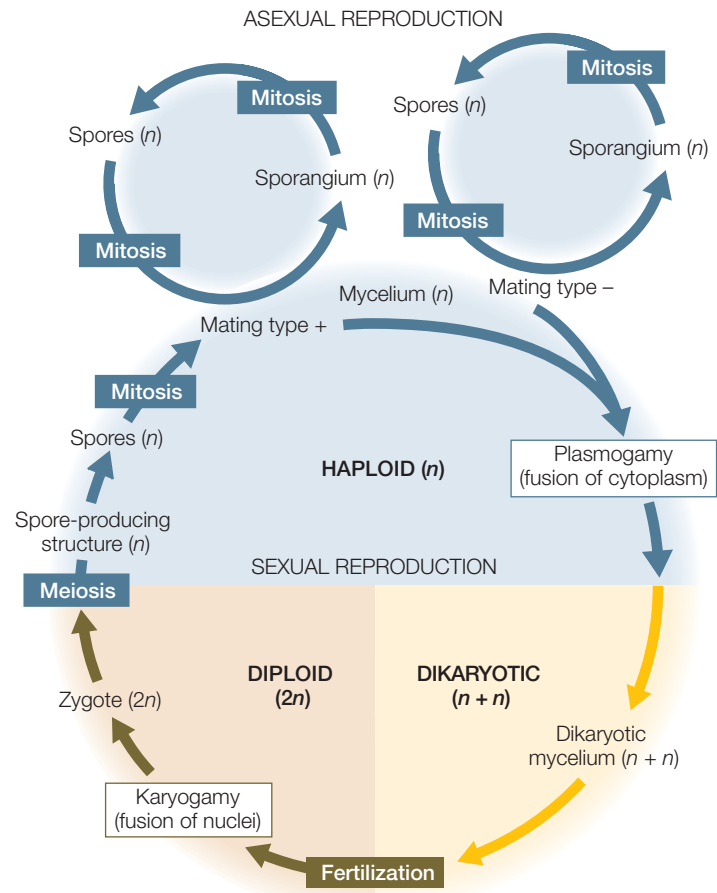 ASEXUAL REPRODUCTION
Mitosis
Spores (n)
Sporangium (n)
Mitosis
Mitosis
Spores (n)
Sporangium (n)
Mitosis
Mating type +
Mycelium (n)
Mating type –
Mitosis
Spores (n)
HAPLOID (n)
Plasmogamy
(fusion of cytoplasm)
Spore-producing
structure (n)
SEXUAL REPRODUCTION
Meiosis
DIPLOID
(2n)
DIKARYOTIC
(n + n)
Zygote (2n)
Dikaryotic
mycelium (n + n)
Karyogamy
(fusion of nuclei)
Fertilization